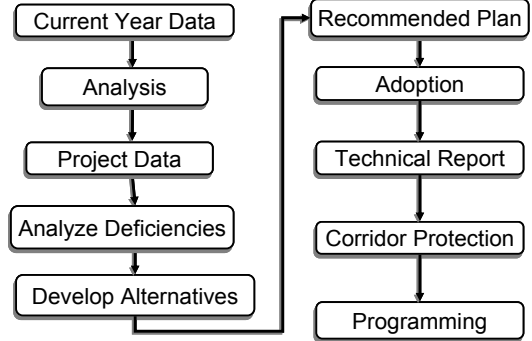 Current Year Data
Analysis
Project Data
Analyze Deficiencies
Develop Alternatives
Recommended Plan
Adoption
Technical Report
Corridor Protection
Programming